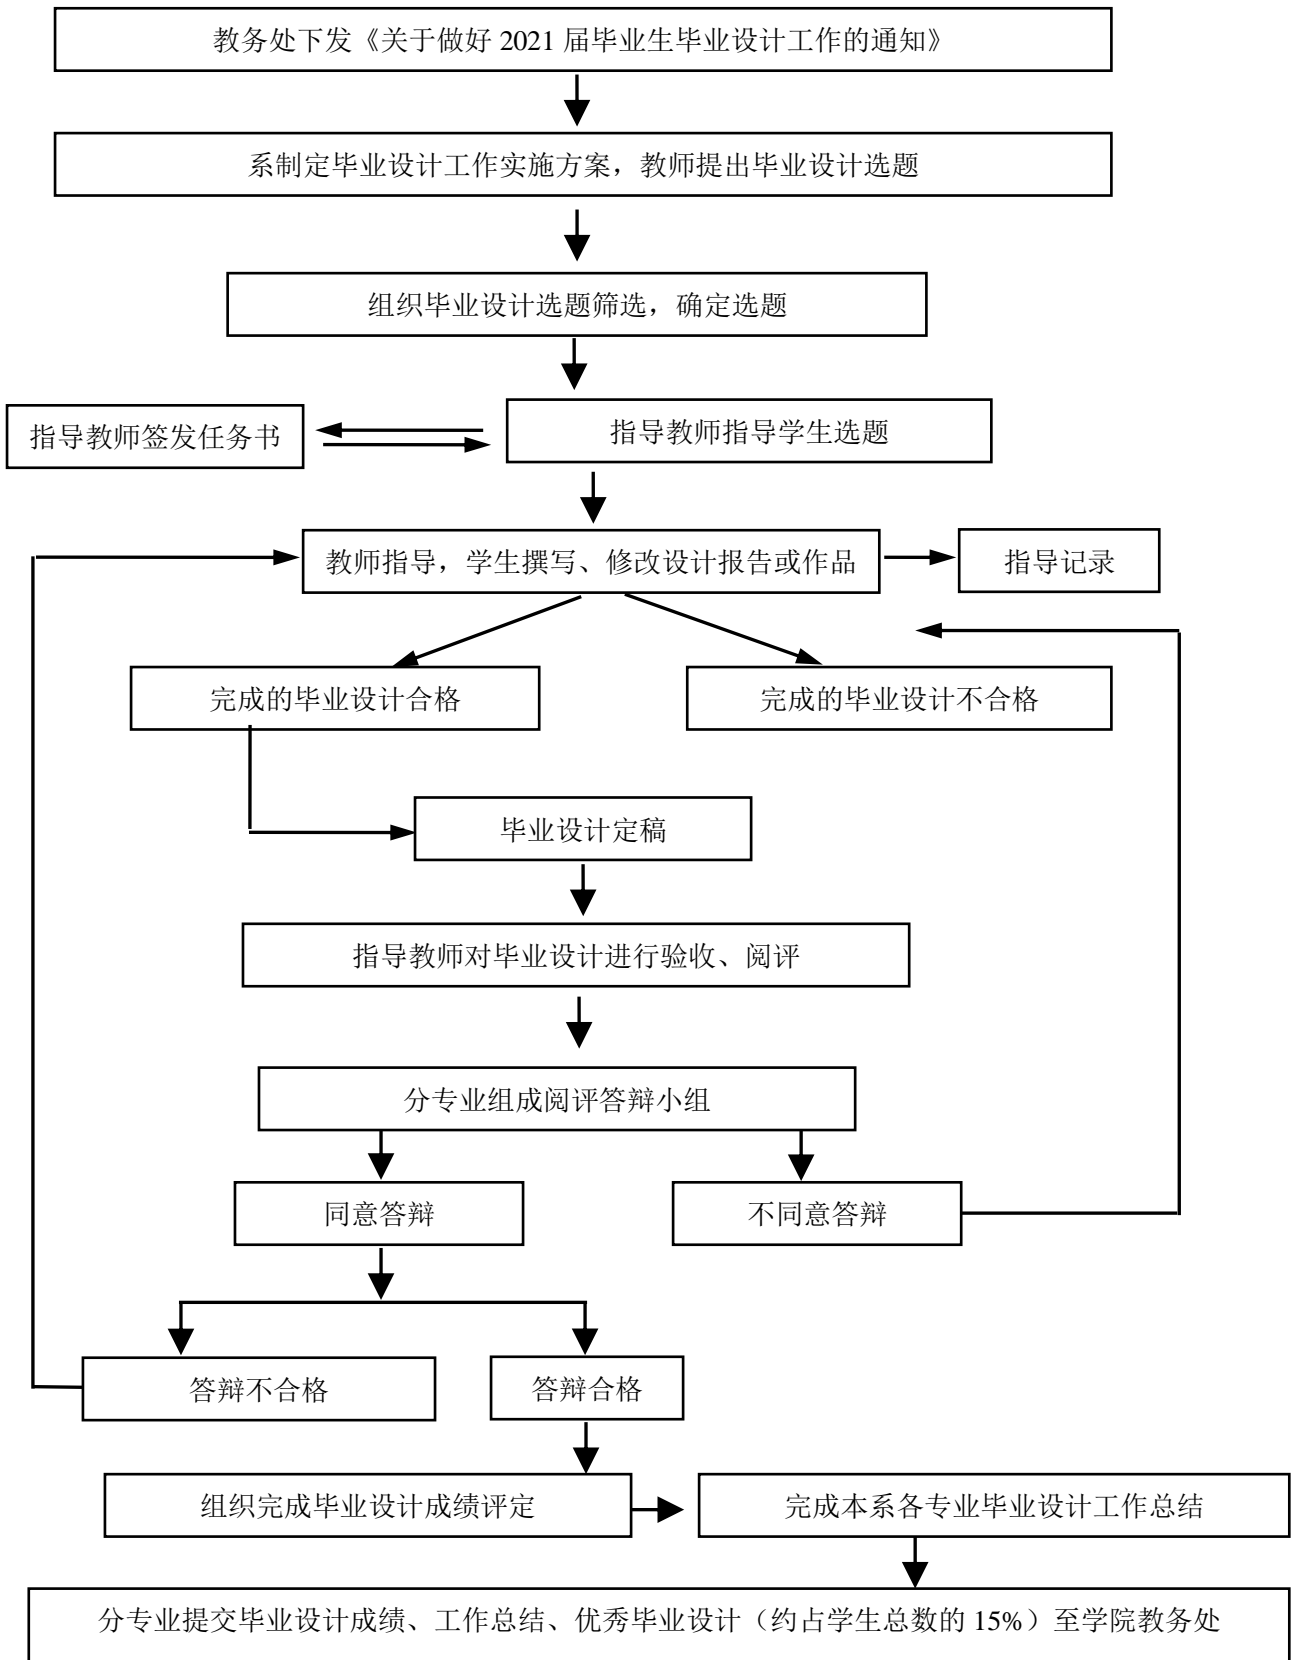 教务处下发《关于做好 2021 届毕业生毕业设计工作的通知》
系制定毕业设计工作实施方案，教师提出毕业设计选题
组织毕业设计选题筛选，确定选题
指导教师签发任务书
指导教师指导学生选题
教师指导，学生撰写、修改设计报告或作品
指导记录
完成的毕业设计合格
完成的毕业设计不合格
毕业设计定稿
指导教师对毕业设计进行验收、阅评
分专业组成阅评答辩小组
同意答辩
不同意答辩
答辩不合格
答辩合格
组织完成毕业设计成绩评定
完成本系各专业毕业设计工作总结
分专业提交毕业设计成绩、工作总结、优秀毕业设计（约占学生总数的 15%）至学院教务处